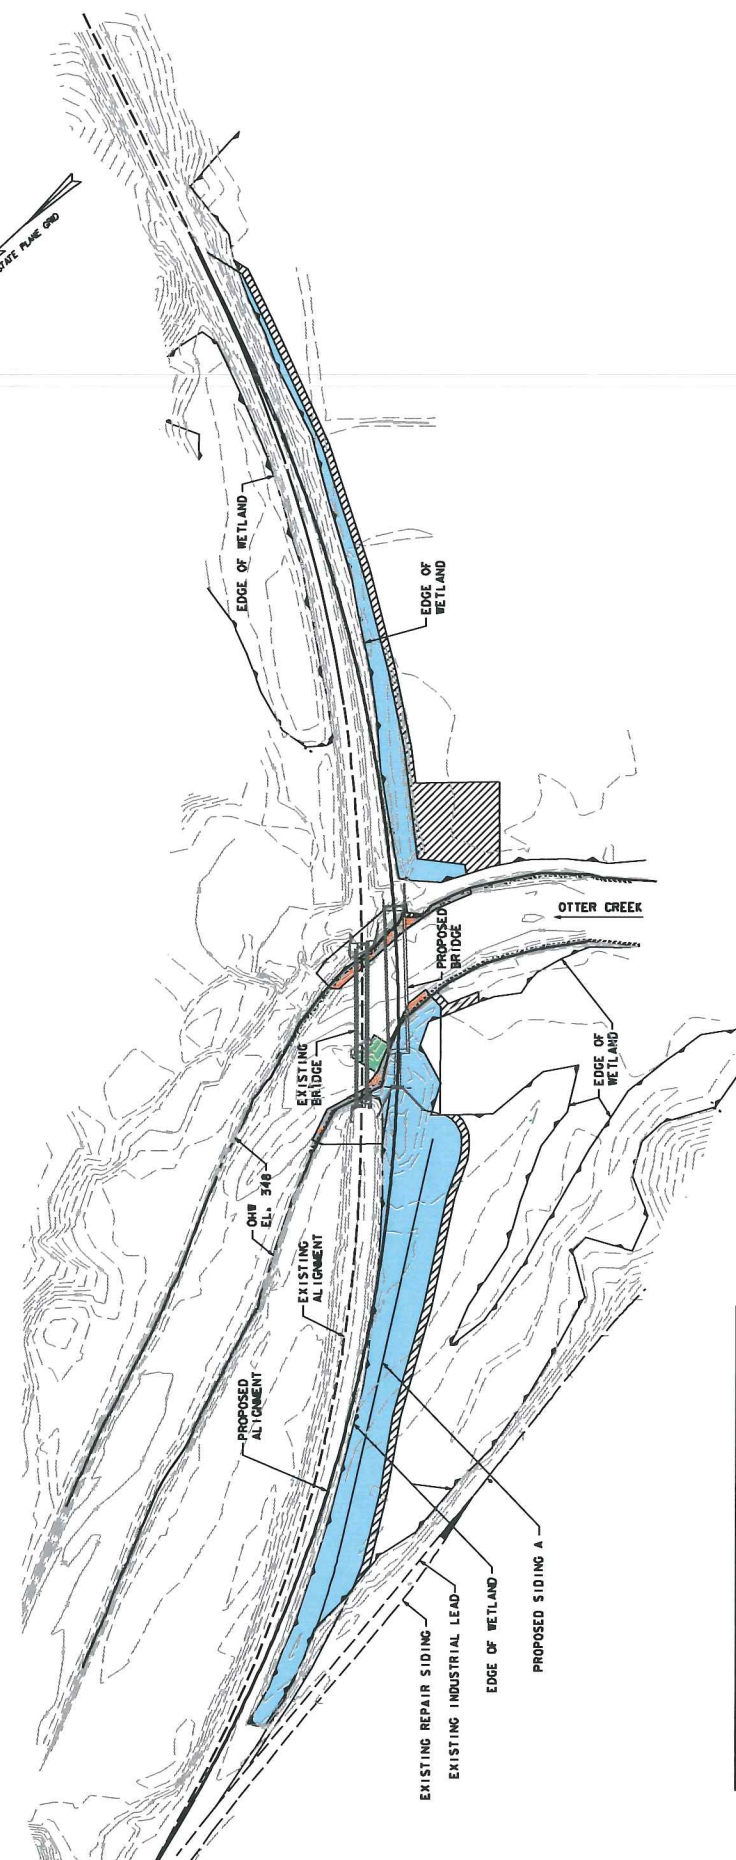 STATE PLANE GRID
EDGE OF WETLAND
EDGE OF
WETLAND
OTTER CREEK
PROPOSED
BRIDGE
EXISTING
BRIDGE
EDGE OF
WETLAND
OHW
EL. 348
EXISTING
ALIGNMENT
PROPOSED
ALIGNMENT
EXISTING REPAIR SIDING
EXISTING INDUSTRIAL LEAD
EDGE OF WETLAND
PROPOSED SIDING A